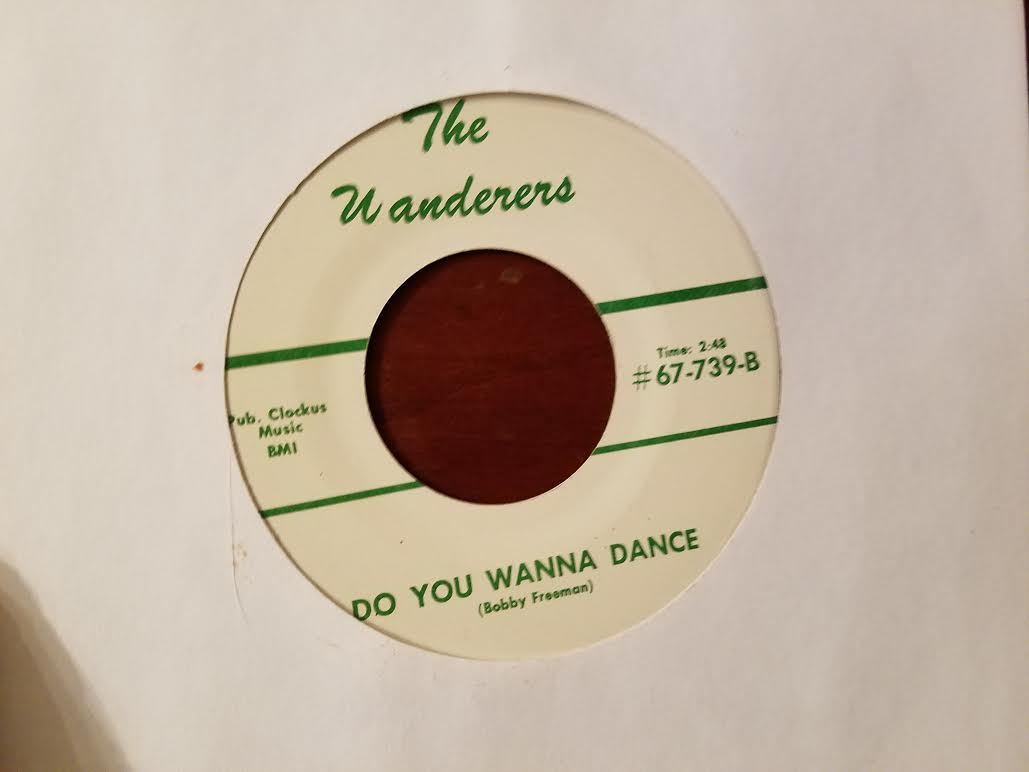 The
Wanderers
Time: 2:48
#67-739-B
Pub. Clockus
Music
BMI
DO YOU WANNA DANCE
(Bobby Freeman)